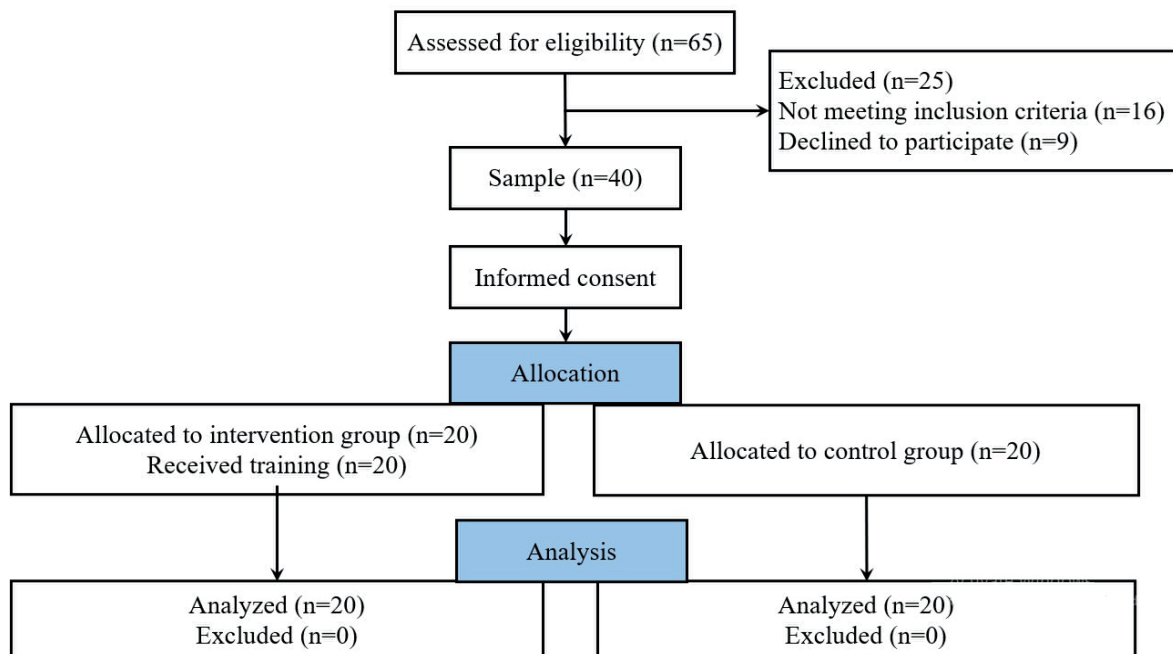 Assessed for eligibility (n=65)
Excluded (n=25)
Not meeting inclusion criteria (n=16)
Declined to participate (n=9)
Sample (n=40)
Informed consent
Allocation
Allocated to intervention group (n=20)
Received training (n=20)
Allocated to control group (n=20)
Analysis
Analyzed (n=20)
Excluded (n=0)
Analyzed (n=20)
Excluded (n=0)